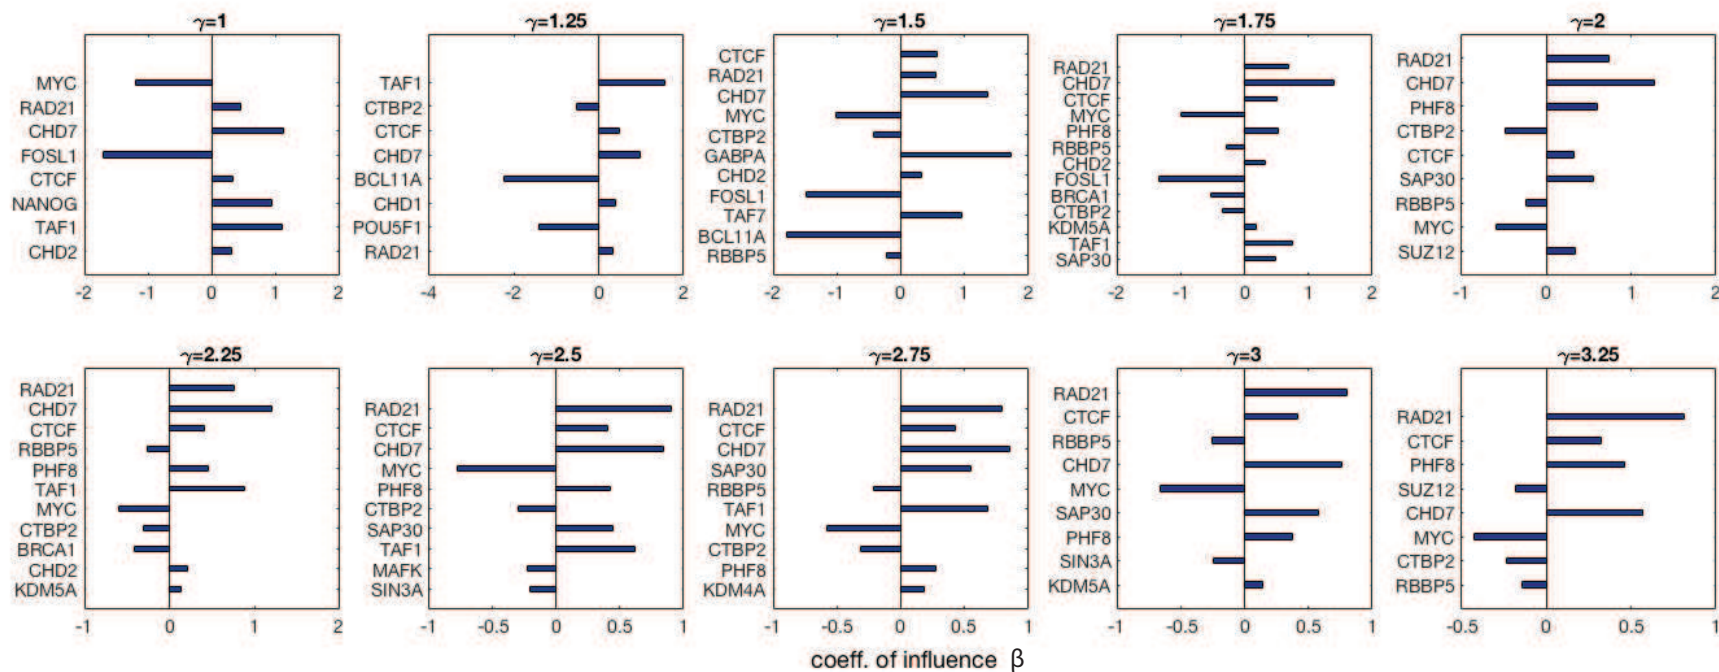 γ=1
MYC
RAD21
CHD7
FOSL1
CTCF
NANOG
TAF1
CHD2
-2 -1 0 1 2
γ=1.25
TAF1
CTBP2
CTCF
CHD7
BCL11A
CHD1
POU5F1
RAD21
-4 -2 0 2
γ=1.5
CTCF
RAD21
CHD7
MYC
CTBP2
GABPA
CHD2
FOSL1
TAF7
BCL11A
RBBP5
-2 -1 0 1 2
γ=1.75
RAD21
CHD7
CTCF
MYC
PHF8
RBBP5
CHD2
FOSL1
BRCA1
CTBP2
KDM5A
TAF1
SAP30
-2 -1 0 1 2
γ=2
RAD21
CHD7
PHF8
CTBP2
CTCF
SAP30
RBBP5
MYC
SUZ12
-1 0 1 2
γ=2.25
RAD21
CHD7
CTCF
RBBP5
PHF8
TAF1
MYC
CTBP2
BRCA1
CHD2
KDM5A
-1 0 1 2
γ=2.5
RAD21
CTCF
CHD7
MYC
PHF8
CTBP2
SAP30
TAF1
MAFK
SIN3A
-1 -0.5 0 0.5 1
γ=2.75
RAD21
CTCF
CHD7
SAP30
RBBP5
TAF1
MYC
CTBP2
PHF8
KDM4A
-1 -0.5 0 0.5 1
γ=3
RAD21
CTCF
RBBP5
CHD7
MYC
SAP30
PHF8
SIN3A
KDM5A
-1 -0.5 0 0.5 1
γ=3.25
RAD21
CTCF
PHF8
SUZ12
CHD7
MYC
CTBP2
RBBP5
-0.5 0 0.5 1
coeff. of influence β